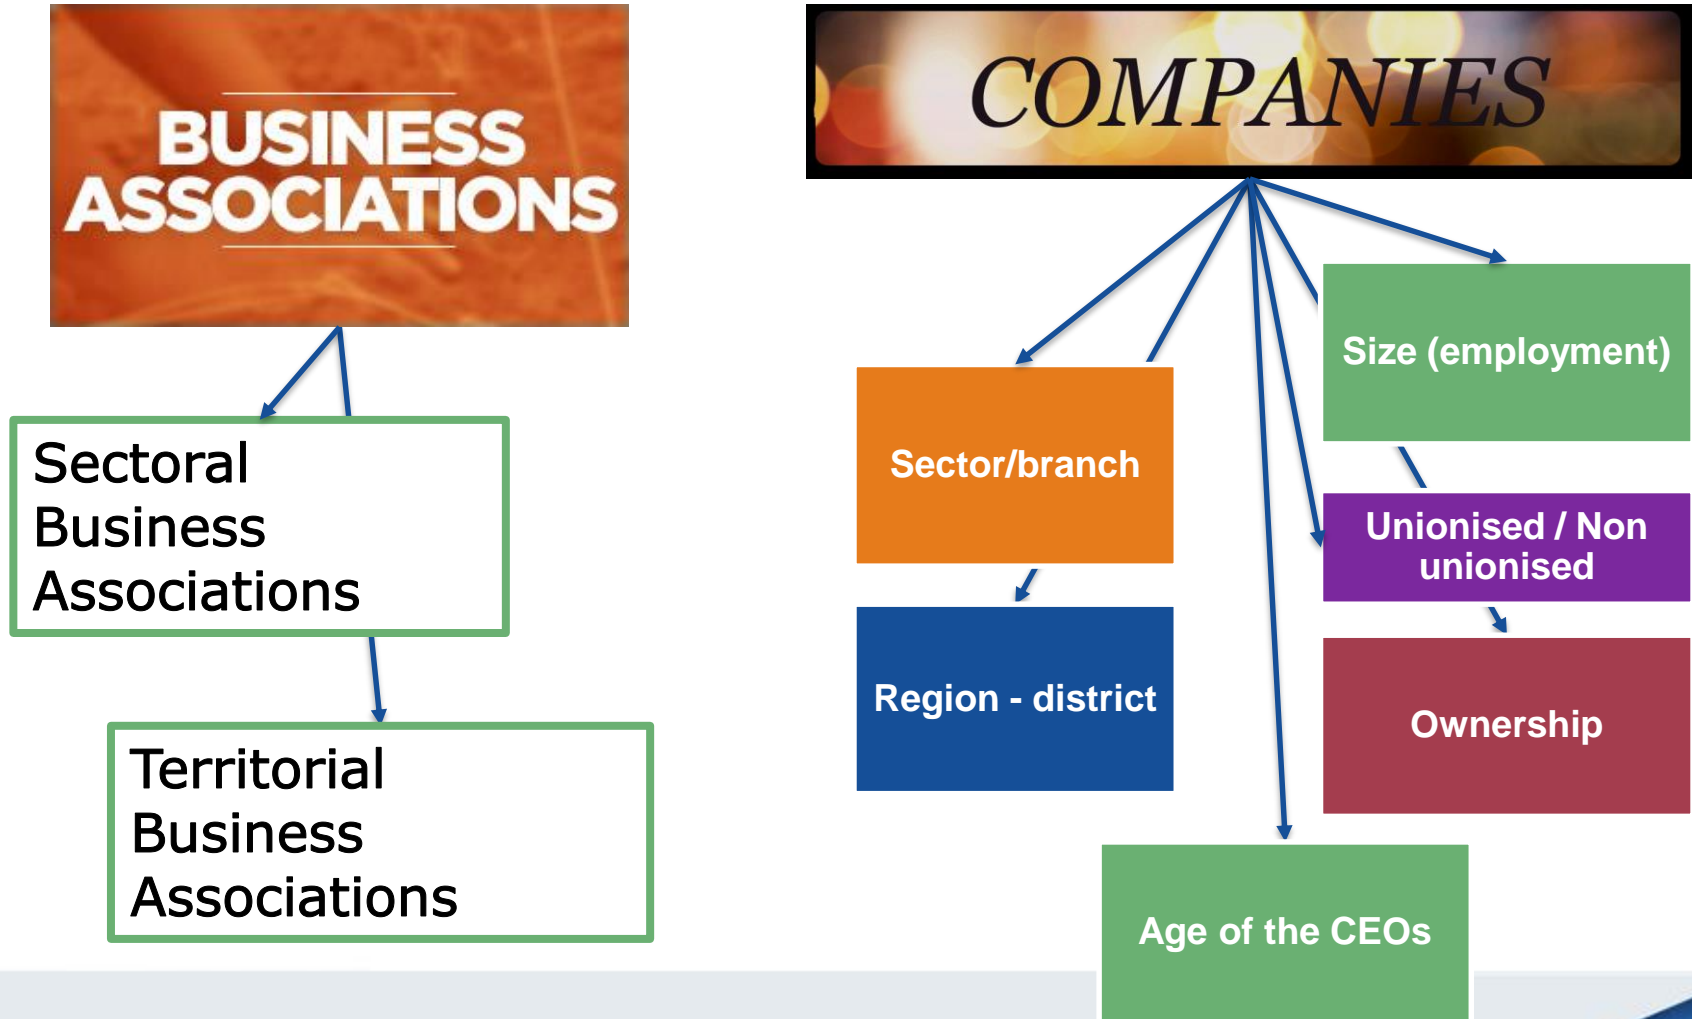 BUSINESS
ASSOCIATIONS
Sectoral
Business
Associations
Territorial
Business
Associations
COMPANIES
Size (employment)
Sector/branch
Unionised / Non
unionised
Region - district
Ownership
Age of the CEOs